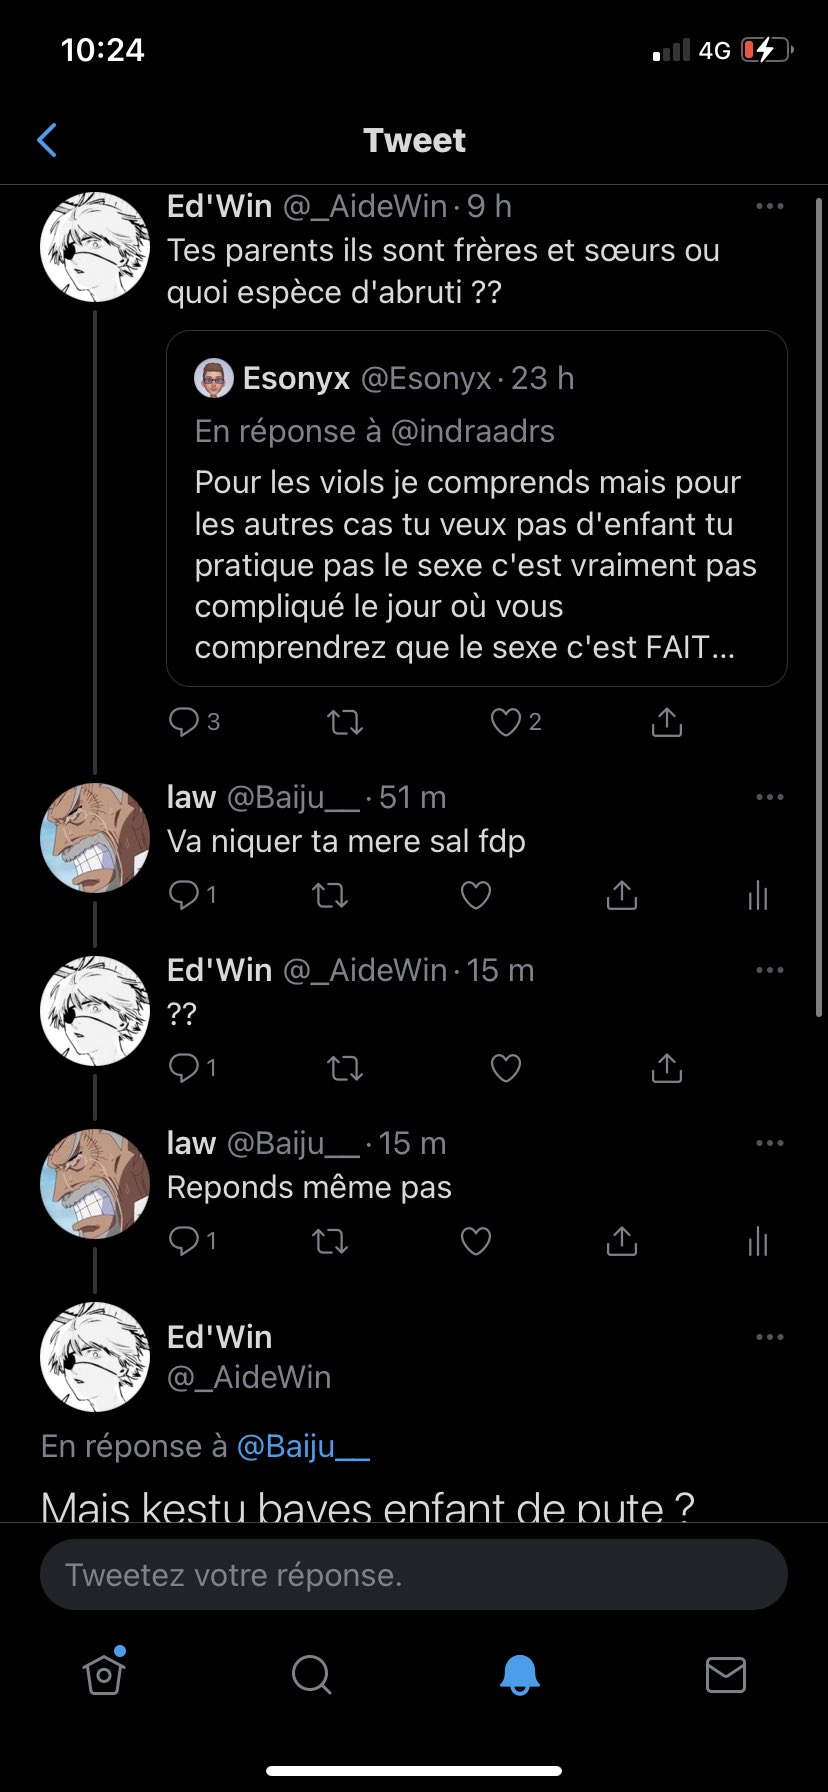 10:24
4G
Tweet
Ed'Win @_AideWin · 9 h
Tes parents ils sont frères et sœurs ou
quoi espèce d'abruti ??
Esonyx @Esonyx · 23 h
En réponse à @indraadrs
Pour les viols je comprends mais pour
les autres cas tu veux pas d'enfant tu
pratique pas le sexe c'est vraiment pas
compliqué le jour où vous
comprendrez que le sexe c'est FAIT...
3
2
law @Baiju__ · 51 m
Va niquer ta mere sal fdp
1
Ed'Win @_AideWin · 15 m
??
1
law @Baiju__ · 15 m
Reponds même pas
1
Ed'Win
@_AideWin
En réponse à @Baiju__
Mais kestu baves enfant de pute ?
Tweetez votre réponse.